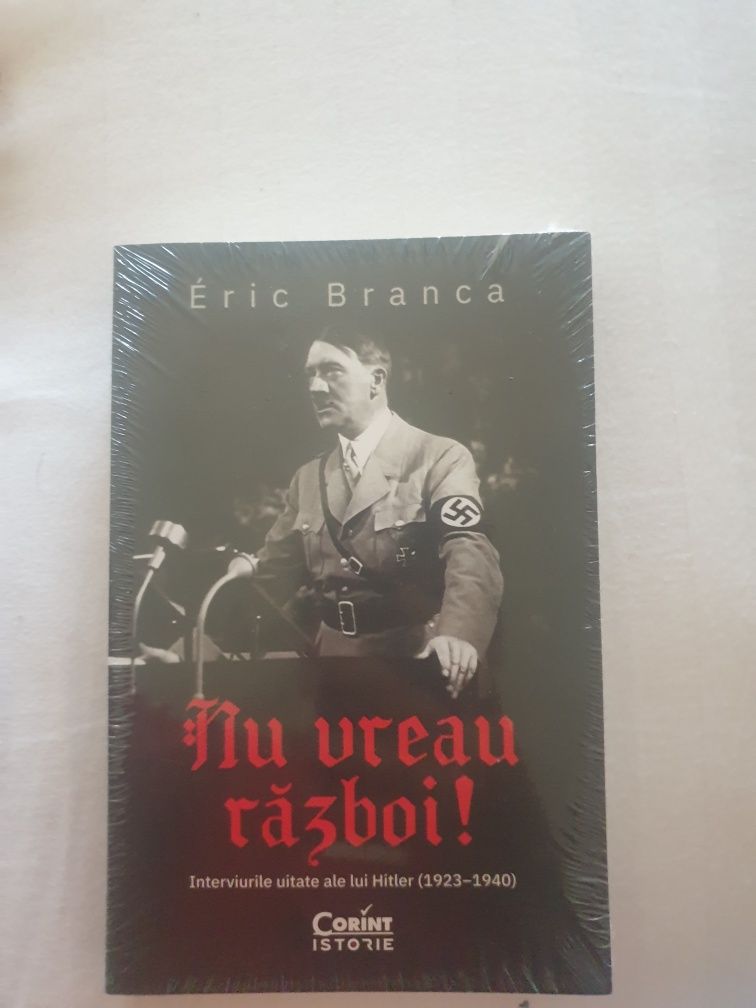 Éric Branca
Nu vreau
război!
Interviurile uitate ale lui Hitler (1923–1940)
CORINT
ISTORIE